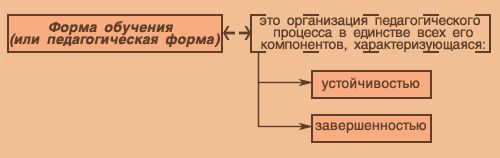 Форма обучения
(или педагогическая форма)
это организация педагогического
процесса в единстве всех его
компонентов, характеризующаяся:
устойчивостью
завершенностью